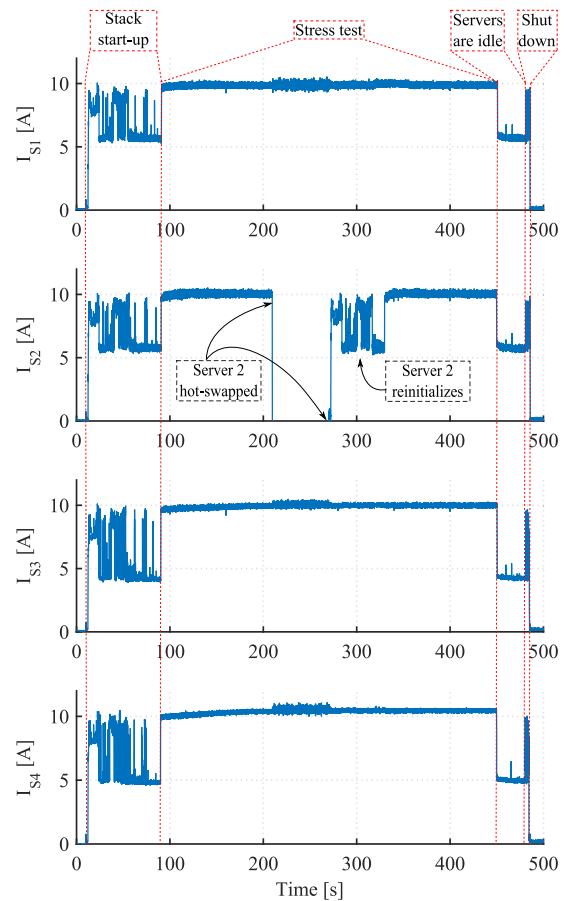 Stack
start-up
Stress test
Servers
are idle
Shut
down
I_S1 [A]
10
5
0
0 100 200 300 400 500
I_S2 [A]
10
5
0
Server 2
hot-swapped
Server 2
reinitializes
0 100 200 300 400 500
I_S3 [A]
10
5
0
0 100 200 300 400 500
I_S4 [A]
10
5
0
0 100 200 300 400 500
Time [s]